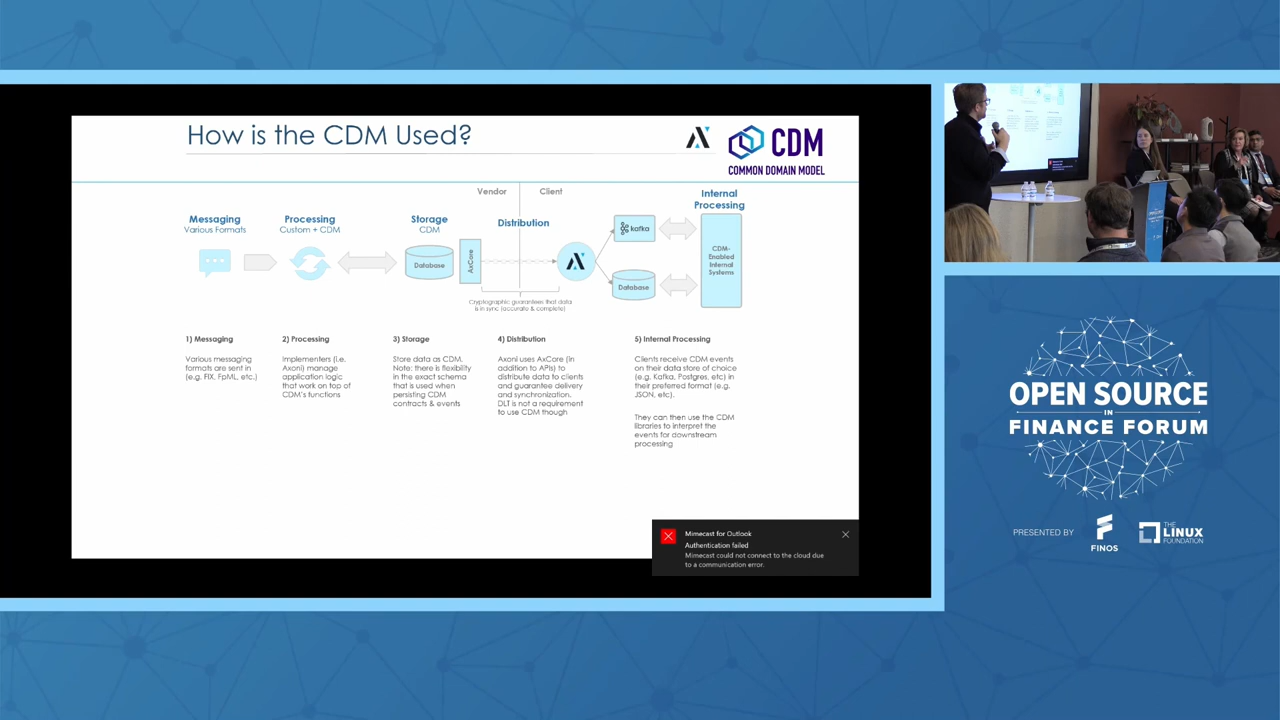 How is the CDM Used?
CDM
COMMON DOMAIN MODEL
Vendor
Client
Messaging
Various Formats
Processing
Custom + CDM
Storage
CDM
Distribution
Internal
Processing
Database
AxCore
kafka
Database
CDM-
Enabled
Internal
Systems
Cryptographic guarantees that data
is in sync (accurate & complete)
1) Messaging
Various messaging
formats are sent in
(e.g. FIX, FpML, etc.)
2) Processing
Implementers (i.e.
Axoni) manage
application logic
that work on top of
CDM's functions
3) Storage
Store data as CDM.
Note: there is flexibility
in the exact schema
that is used when
persisting CDM
contracts & events
4) Distribution
Axoni uses AxCore (in
addition to APIs) to
distribute data to clients
and guarantee delivery
and synchronization.
DLT is not a requirement
to use CDM though
5) Internal Processing
Clients receive CDM events
on their data store of choice
(e.g. Kafka, Postgres, etc) in
their preferred format (e.g.
JSON, etc).
They can then use the CDM
libraries to interpret the
events for downstream
processing
Mimecast for Outlook
Authentication failed
Mimecast could not connect to the cloud due
to a communication error.
OPEN SOURCE
IN
FINANCE FORUM
PRESENTED BY
FINOS
THE
LINUX
FOUNDATION